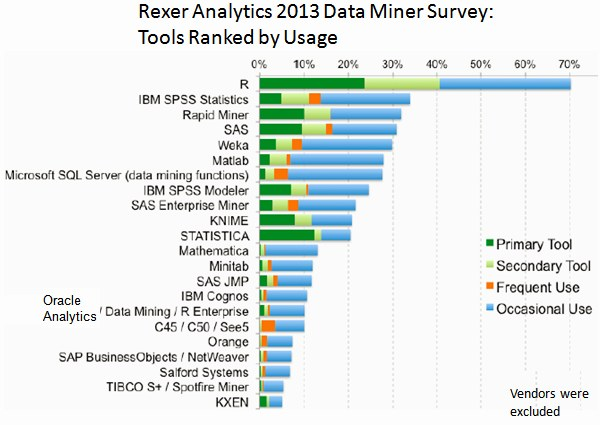 Rexer Analytics 2013 Data Miner Survey:
Tools Ranked by Usage
0% 10% 20% 30% 40% 50% 60% 70%
R
IBM SPSS Statistics
Rapid Miner
SAS
Weka
Matlab
Microsoft SQL Server (data mining functions)
IBM SPSS Modeler
SAS Enterprise Miner
KNIME
STATISTICA
Mathematica
Minitab
SAS JMP
IBM Cognos
Oracle
Analytics / Data Mining / R Enterprise
C45 / C50 / See5
Orange
SAP BusinessObjects / NetWeaver
Salford Systems
TIBCO S+ / Spotfire Miner
KXEN
Primary Tool
Secondary Tool
Frequent Use
Occasional Use
Vendors were
excluded